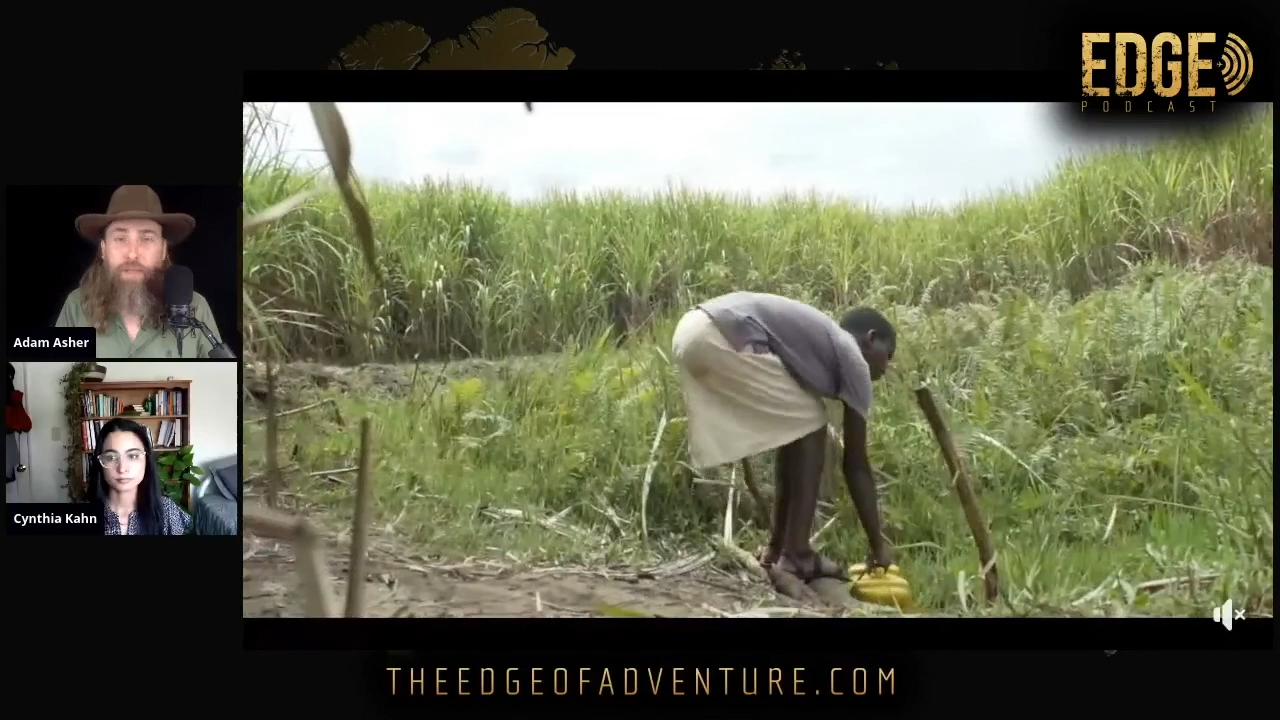 EDGE
PODCAST
Adam Asher
Cynthia Kahn
THEEDGEOFADVENTURE.COM